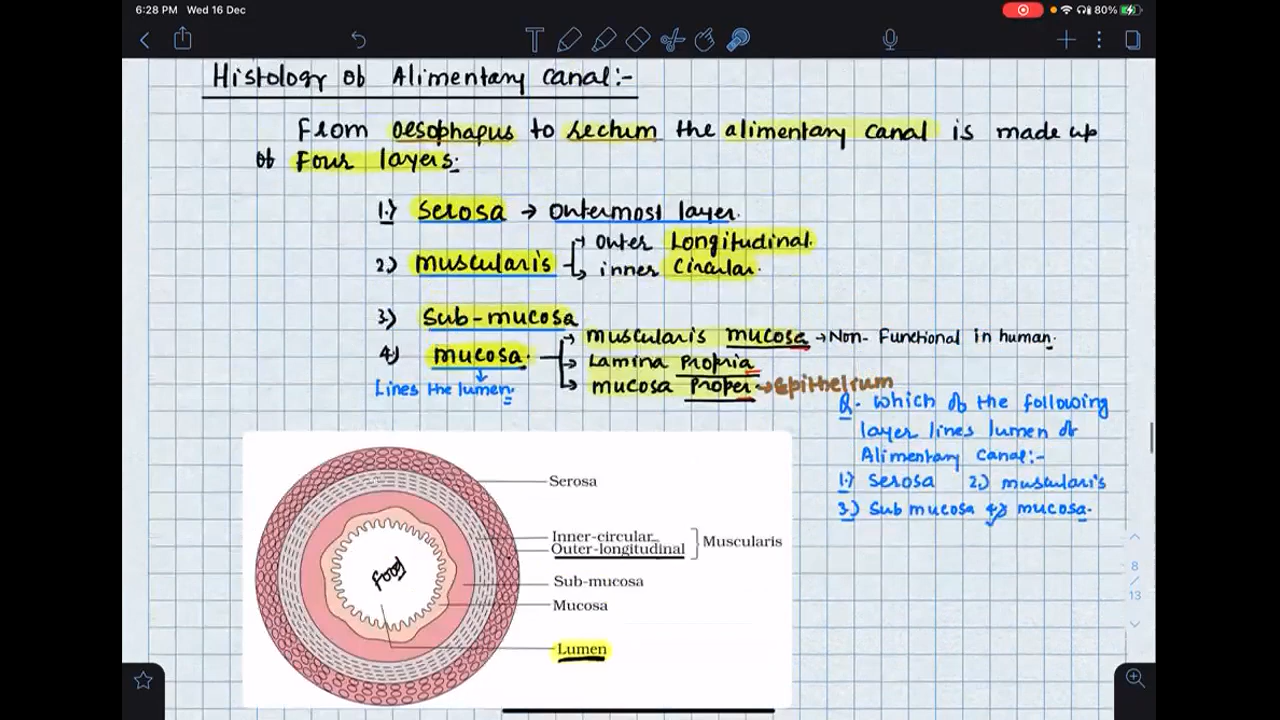 6:28 PM Wed 16 Dec
80%
Histology of Alimentary canal:-
From oesophapus to rectum the alimentary canal is made up
of Four layers.
1.) Serosa → Outermost layer.
2) muscularis → outer Longitudinal.
→ inner Circular.
3) Sub-mucosa
4) mucosa. → muscularis mucosa → Non-Functional in human.
→ Lamina Propria
→ mucosa Proper → Epithelium
Lines the lumen.
Q. Which of the following
layer lines lumen of
Alimentary Canal:-
1.) Serosa 2.) muscularis
3.) Sub mucosa 4.) mucosa.
Food
Serosa
Inner-circular
Outer-longitudinal
Muscularis
Sub-mucosa
Mucosa
Lumen
8
/
13